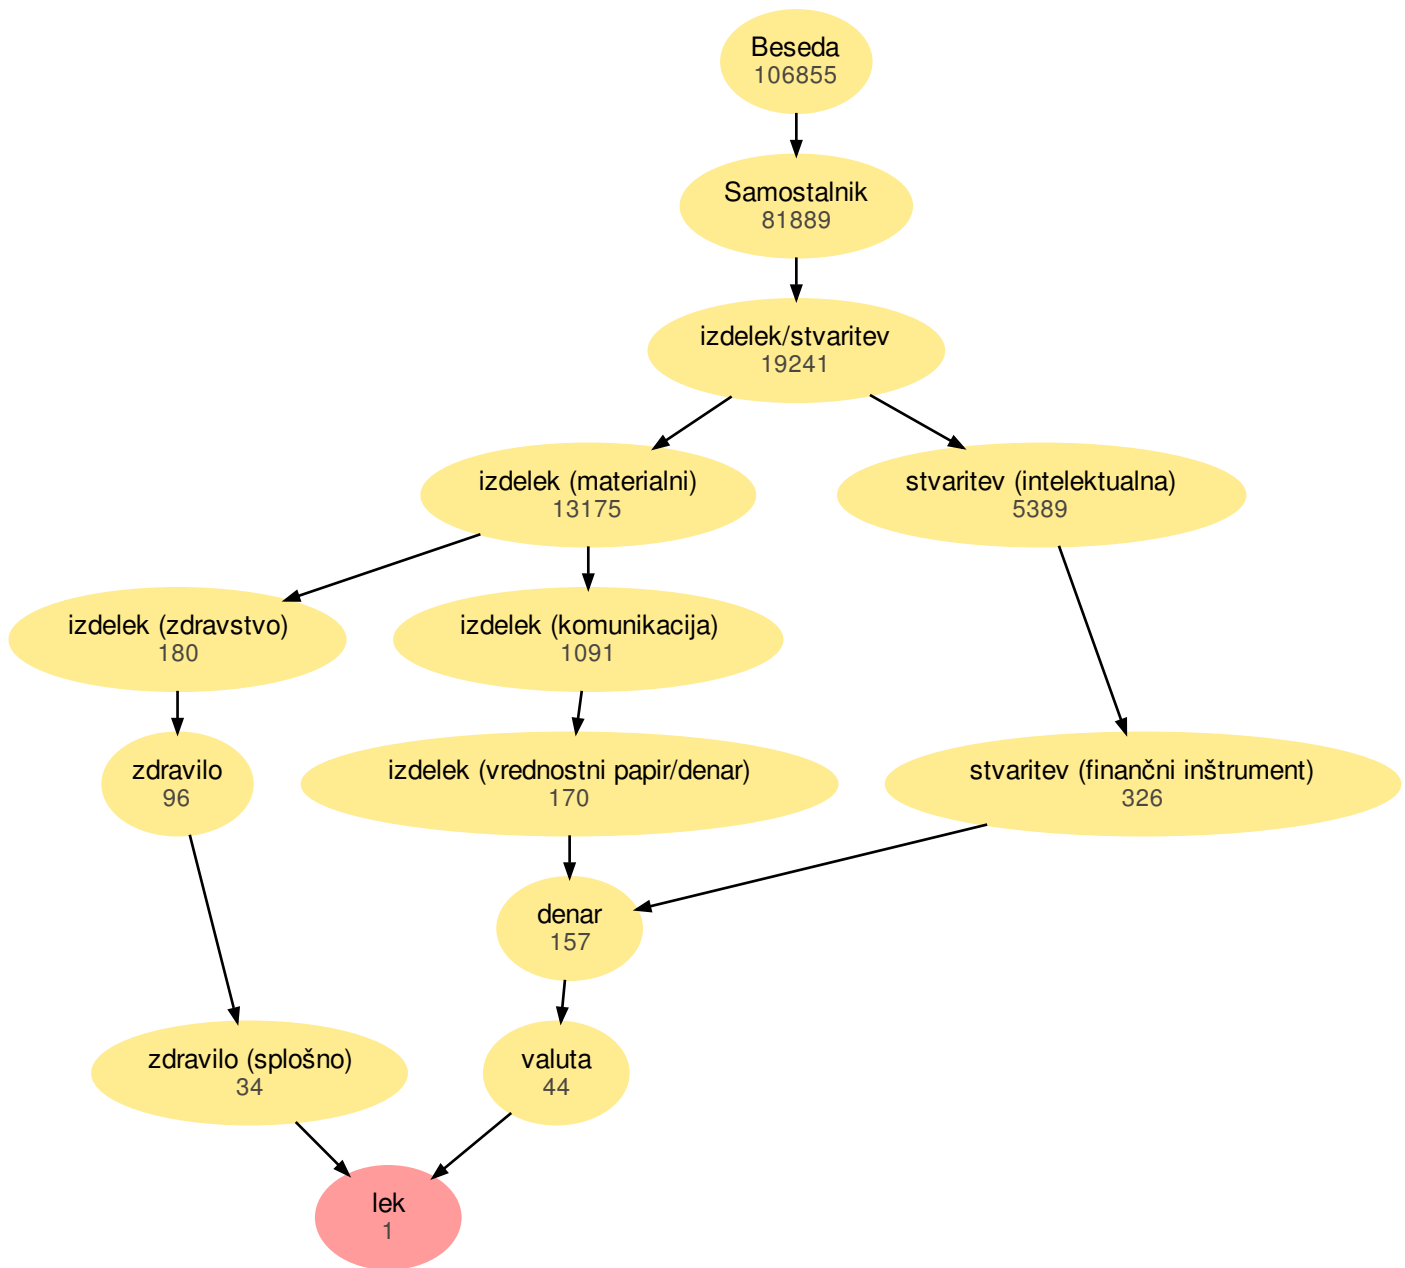 Beseda
106855
Samostalnik
81889
izdelek/stvaritev
19241
izdelek (materialni)
13175
stvaritev (intelektualna)
5389
izdelek (zdravstvo)
180
izdelek (komunikacija)
1091
zdravilo
96
izdelek (vrednostni papir/denar)
170
stvaritev (finančni inštrument)
326
denar
157
zdravilo (splošno)
34
valuta
44
lek
1